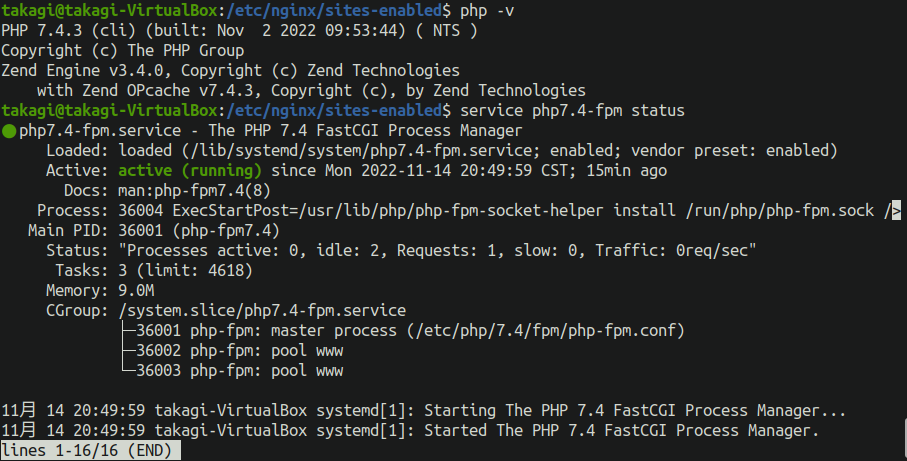 takagi@takagi-VirtualBox:/etc/nginx/sites-enabled$ php -v
PHP 7.4.3 (cli) (built: Nov  2 2022 09:53:44) ( NTS )
Copyright (c) The PHP Group
Zend Engine v3.4.0, Copyright (c) Zend Technologies
    with Zend OPcache v7.4.3, Copyright (c), by Zend Technologies
takagi@takagi-VirtualBox:/etc/nginx/sites-enabled$ service php7.4-fpm status
● php7.4-fpm.service - The PHP 7.4 FastCGI Process Manager
     Loaded: loaded (/lib/systemd/system/php7.4-fpm.service; enabled; vendor preset: enabled)
     Active: active (running) since Mon 2022-11-14 20:49:59 CST; 15min ago
       Docs: man:php-fpm7.4(8)
    Process: 36004 ExecStartPost=/usr/lib/php/php-fpm-socket-helper install /run/php/php-fpm.sock />
   Main PID: 36001 (php-fpm7.4)
     Status: "Processes active: 0, idle: 2, Requests: 1, slow: 0, Traffic: 0req/sec"
      Tasks: 3 (limit: 4618)
     Memory: 9.0M
     CGroup: /system.slice/php7.4-fpm.service
             ├─36001 php-fpm: master process (/etc/php/7.4/fpm/php-fpm.conf)
             ├─36002 php-fpm: pool www
             └─36003 php-fpm: pool www

11月 14 20:49:59 takagi-VirtualBox systemd[1]: Starting The PHP 7.4 FastCGI Process Manager...
11月 14 20:49:59 takagi-VirtualBox systemd[1]: Started The PHP 7.4 FastCGI Process Manager.
lines 1-16/16 (END)